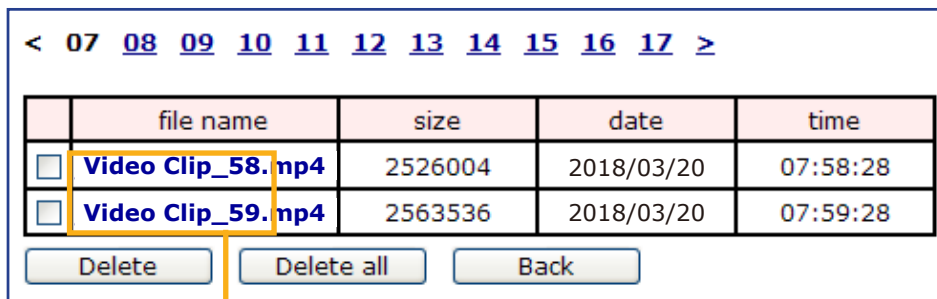 < 07 08 09 10 11 12 13 14 15 16 17 >
file name size date time
Video Clip_58.mp4 2526004 2018/03/20 07:58:28
Video Clip_59.mp4 2563536 2018/03/20 07:59:28
Delete Delete all Back